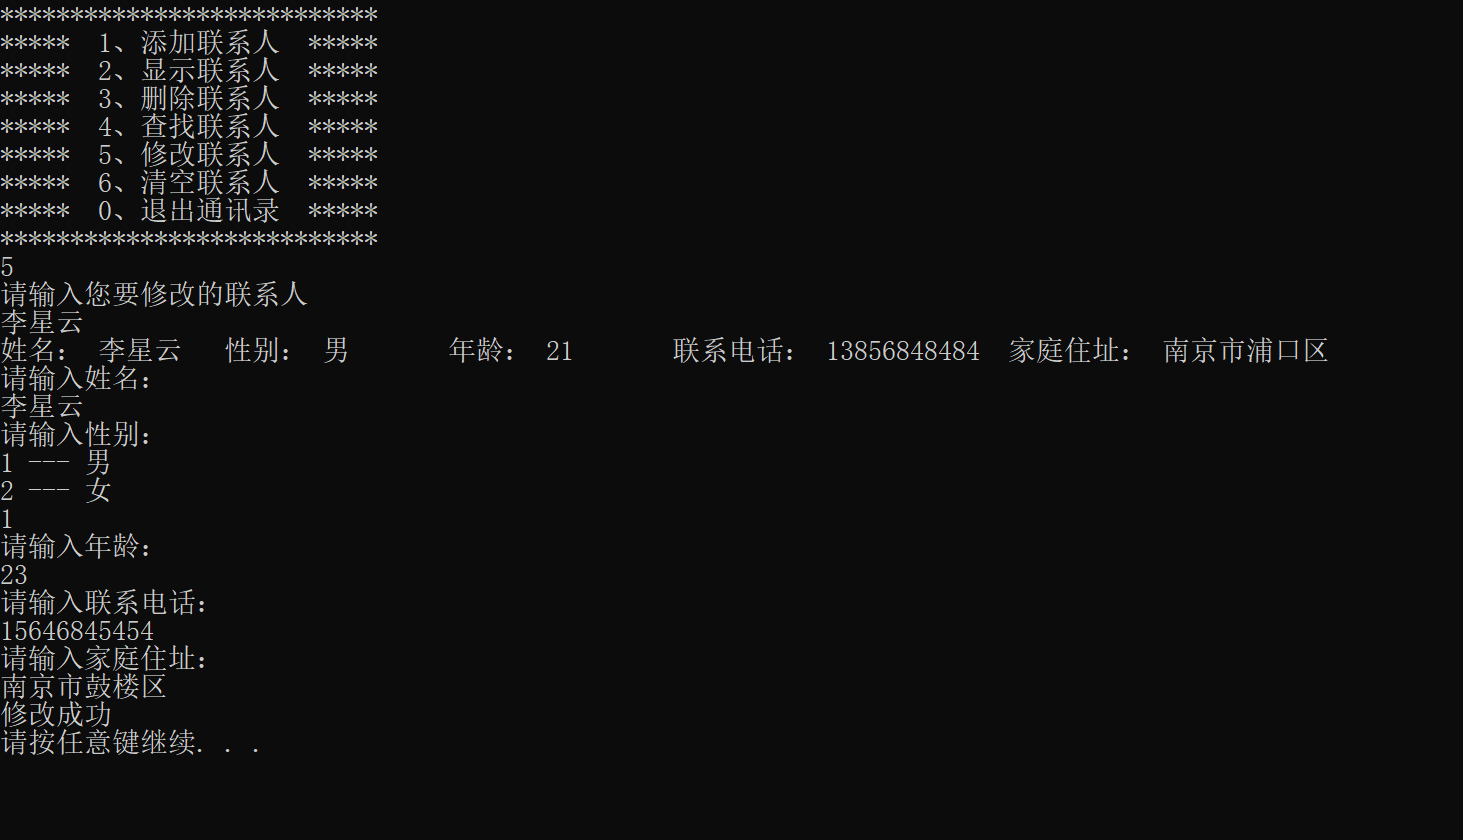 ***************************
*****  1、添加联系人  *****
*****  2、显示联系人  *****
*****  3、删除联系人  *****
*****  4、查找联系人  *****
*****  5、修改联系人  *****
*****  6、清空联系人  *****
*****  0、退出通讯录  *****
***************************
5
请输入您要修改的联系人
李星云
姓名： 李星云   性别： 男       年龄： 21       联系电话： 13856848484  家庭住址： 南京市浦口区
请输入姓名：
李星云
请输入性别：
1 --- 男
2 --- 女
1
请输入年龄：
23
请输入联系电话：
15646845454
请输入家庭住址：
南京市鼓楼区
修改成功
请按任意键继续. . .